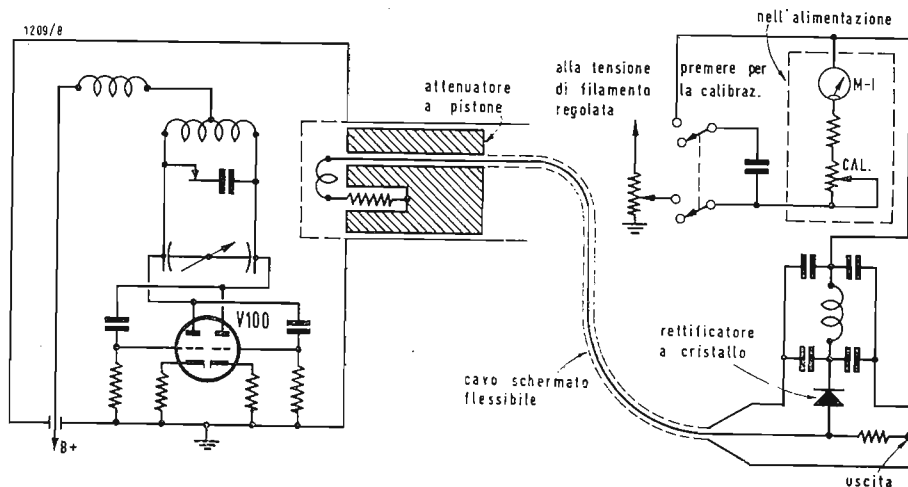 1209/8
nell'alimentazione
attenuatore
a pistone
alla tensione
di filamento
regolata
premere per
la calibraz.
M-1
CAL.
V100
rettificatore
a cristallo
cavo schermato
flessibile
B+
uscita